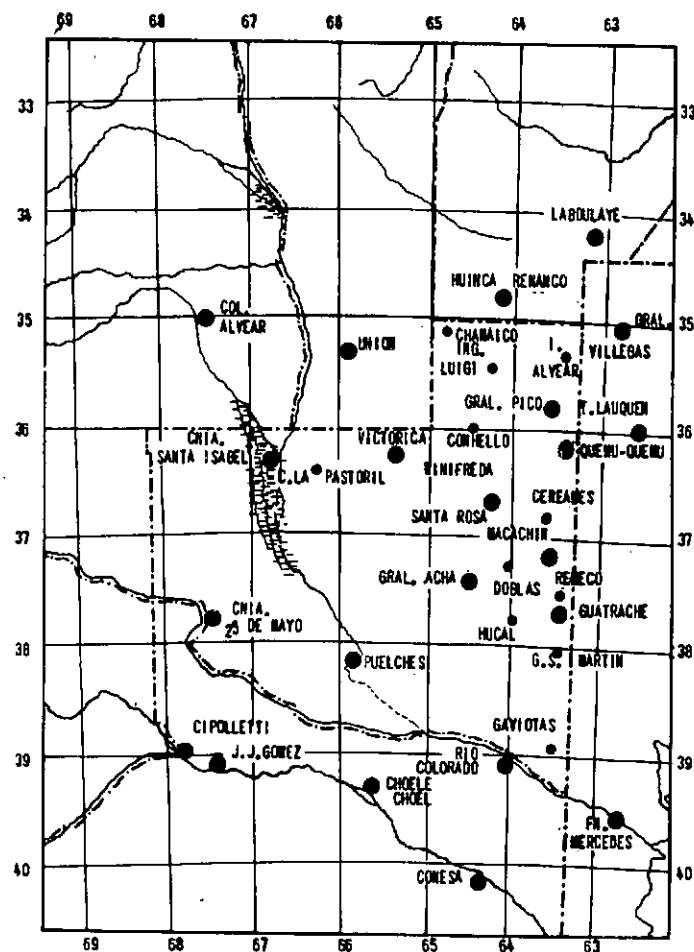 69 68 67 68 65 64 63
33 33
34 34
LABOULAYE
HUINCA RENANCO
35 35
COL.
ALVEAR
UNION
CHAMAICO
ING.
LUIGI
I.
ALVEAR
GRAL.
VILLEGAS
GRAL. PICO
T. LAUQUEN
36 36
CNIA.
SANTA ISABEL
VICTORICA
CONHELLO
QUEMU-QUEMU
C. LA PASTORIL
WINIFREDA
CEREALES
SANTA ROSA
MACACHIN
37 37
GRAL. ACHA
DOBLAS
REMECO
GUATRACHE
CNIA.
25 DE MAYO
HUCAL
38 38
PUELCHES
G.S. MARTIN
CIPOLLETTI
GAVIOTAS
39 39
J.J. GOMEZ
RIO
COLORADO
CHOELE
CHOEL
FN.
MERCEDES
40 40
CONESA
69 68 67 66 65 64 63